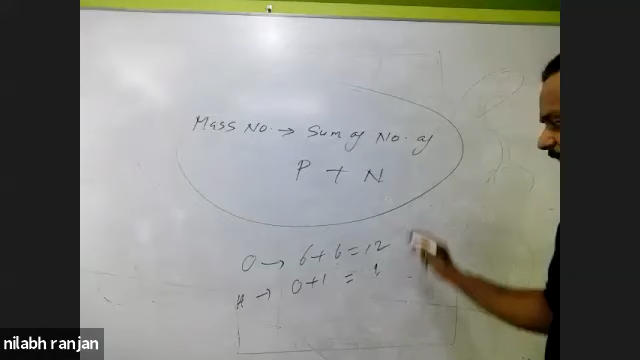 Mass No. → Sum of No. of
P + N
O → 6 + 6 = 12
H → 0 + 1 = 1
nilabh ranjan